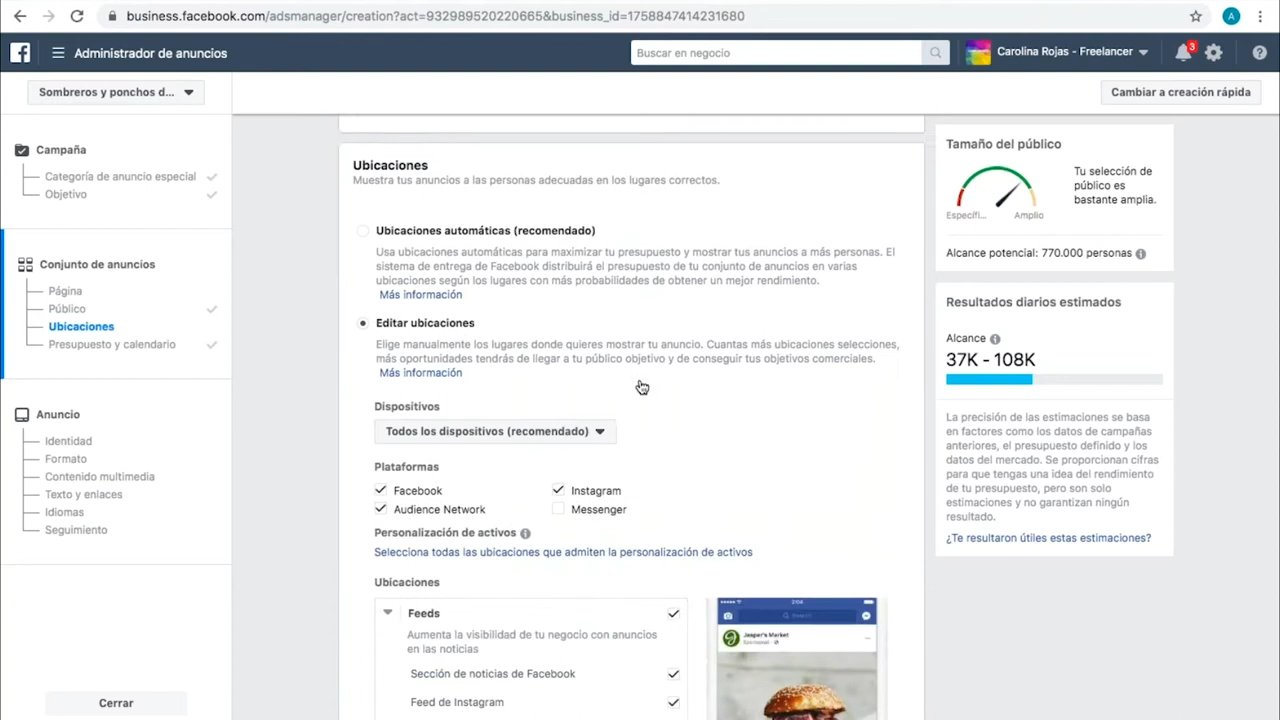 business.facebook.com/adsmanager/creation?act=932989520220665&business_id=1758847414231680
A
Administrador de anuncios
Buscar en negocio
Carolina Rojas - Freelancer
3
Sombreros y ponchos d...
Cambiar a creación rápida
Campaña
Categoría de anuncio especial
Objetivo
Conjunto de anuncios
Página
Público
Ubicaciones
Presupuesto y calendario
Anuncio
Identidad
Formato
Contenido multimedia
Texto y enlaces
Idiomas
Seguimiento
Cerrar
Ubicaciones
Muestra tus anuncios a las personas adecuadas en los lugares correctos.
Ubicaciones automáticas (recomendado)
Usa ubicaciones automáticas para maximizar tu presupuesto y mostrar tus anuncios a más personas. El
sistema de entrega de Facebook distribuirá el presupuesto de tu conjunto de anuncios en varias
ubicaciones según los lugares con más probabilidades de obtener un mejor rendimiento.
Más información
Editar ubicaciones
Elige manualmente los lugares donde quieres mostrar tu anuncio. Cuantas más ubicaciones selecciones,
más oportunidades tendrás de llegar a tu público objetivo y de conseguir tus objetivos comerciales.
Más información
Dispositivos
Todos los dispositivos (recomendado)
Plataformas
Facebook
Instagram
Audience Network
Messenger
Personalización de activos
Selecciona todas las ubicaciones que admiten la personalización de activos
Ubicaciones
Feeds
Aumenta la visibilidad de tu negocio con anuncios
en las noticias
Sección de noticias de Facebook
Feed de Instagram
2:04
Search
Jasper's Market
Sponsored
Tamaño del público
Tu selección de
público es
bastante amplia.
Específi...
Amplio
Alcance potencial: 770.000 personas
Resultados diarios estimados
Alcance
37K - 108K
La precisión de las estimaciones se basa
en factores como los datos de campañas
anteriores, el presupuesto definido y los
datos del mercado. Se proporcionan cifras
para que tengas una idea del rendimiento
de tu presupuesto, pero son solo
estimaciones y no garantizan ningún
resultado.
¿Te resultaron útiles estas estimaciones?